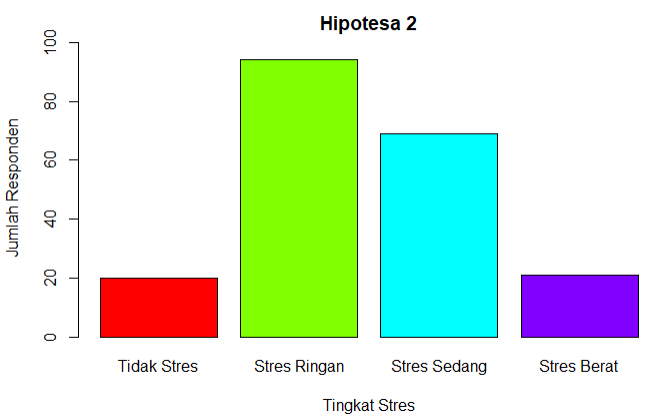 Hipotesa 2
Jumlah Responden
100
80
60
40
20
0
Tidak Stres
Stres Ringan
Stres Sedang
Stres Berat
Tingkat Stres